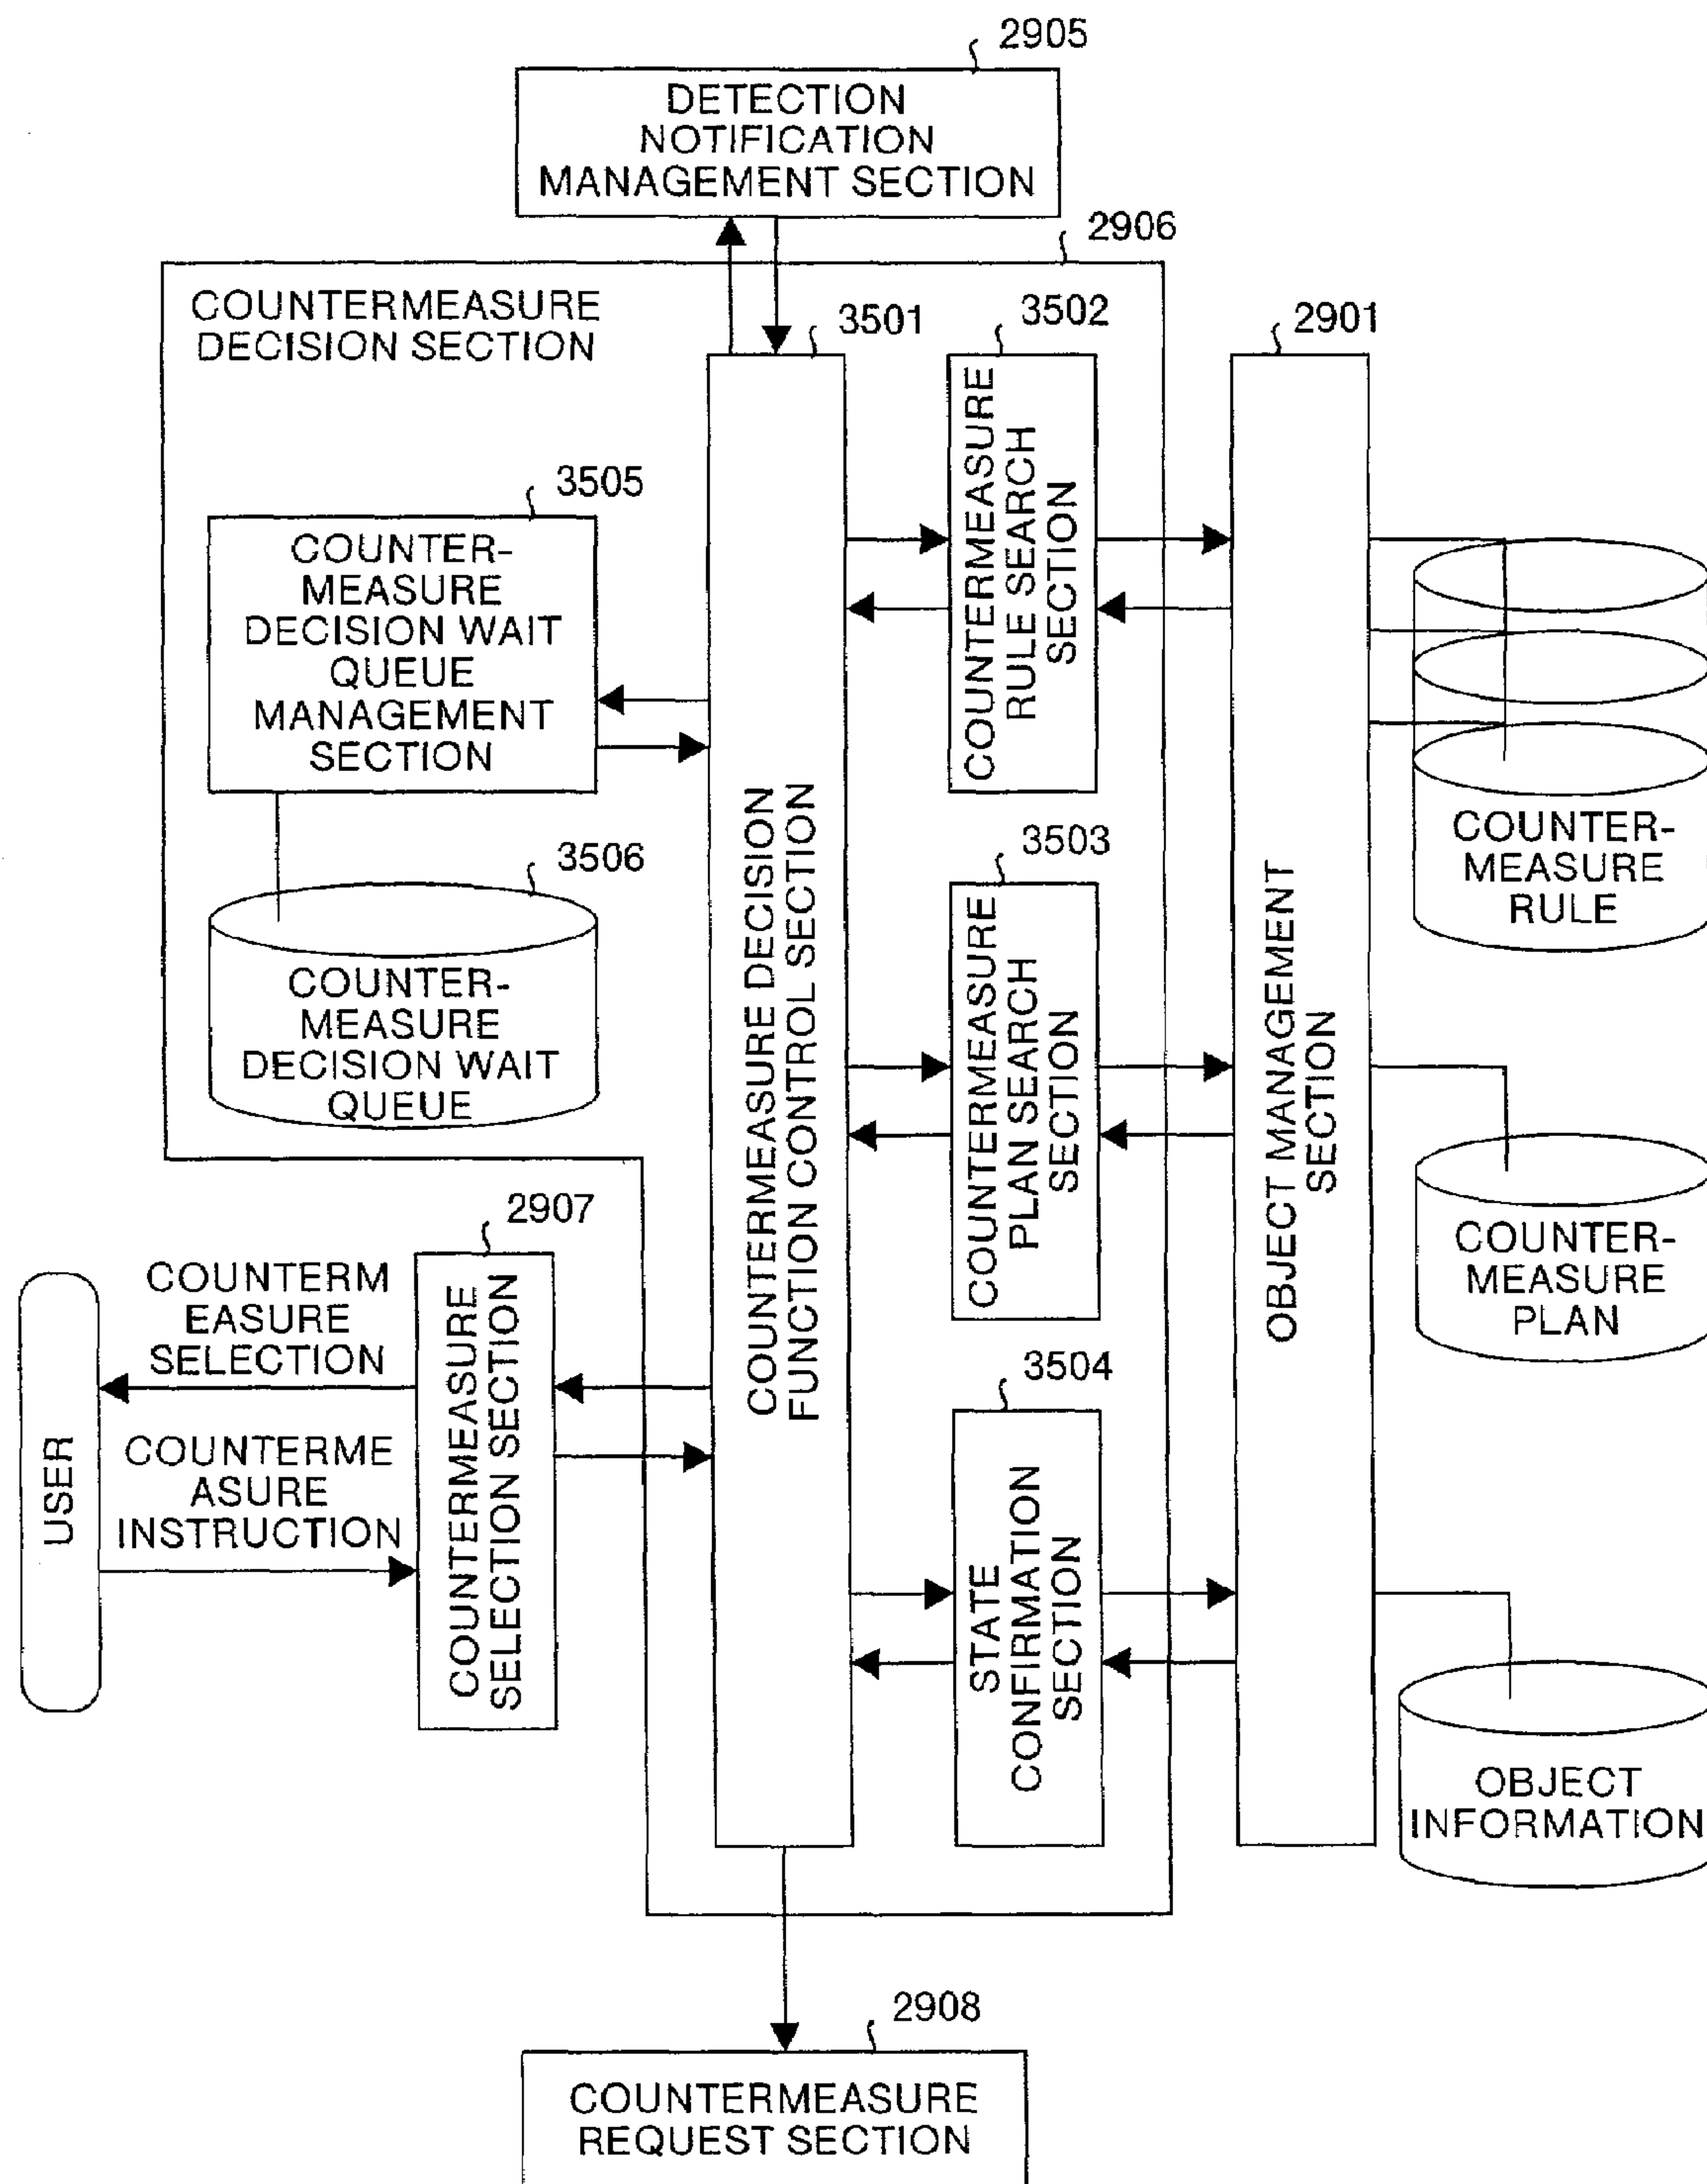 2905
DETECTION
NOTIFICATION
MANAGEMENT SECTION
2906
COUNTERMEASURE
DECISION SECTION
3501
3502
2901
COUNTERMEASURE
RULE SEARCH
SECTION
3505
COUNTER-
MEASURE
DECISION WAIT
QUEUE
MANAGEMENT
SECTION
COUNTER-
MEASURE
RULE
COUNTERMEASURE DECISION
FUNCTION CONTROL SECTION
OBJECT MANAGEMENT
SECTION
3503
COUNTERMEASURE
PLAN SEARCH
SECTION
3506
COUNTER-
MEASURE
DECISION WAIT
QUEUE
COUNTER-
MEASURE
PLAN
2907
COUNTERMEASURE
SELECTION SECTION
COUNTERM
EASURE
SELECTION
USER
COUNTERME
ASURE
INSTRUCTION
3504
STATE
CONFIRMATION
SECTION
OBJECT
INFORMATION
2908
COUNTERMEASURE
REQUEST SECTION